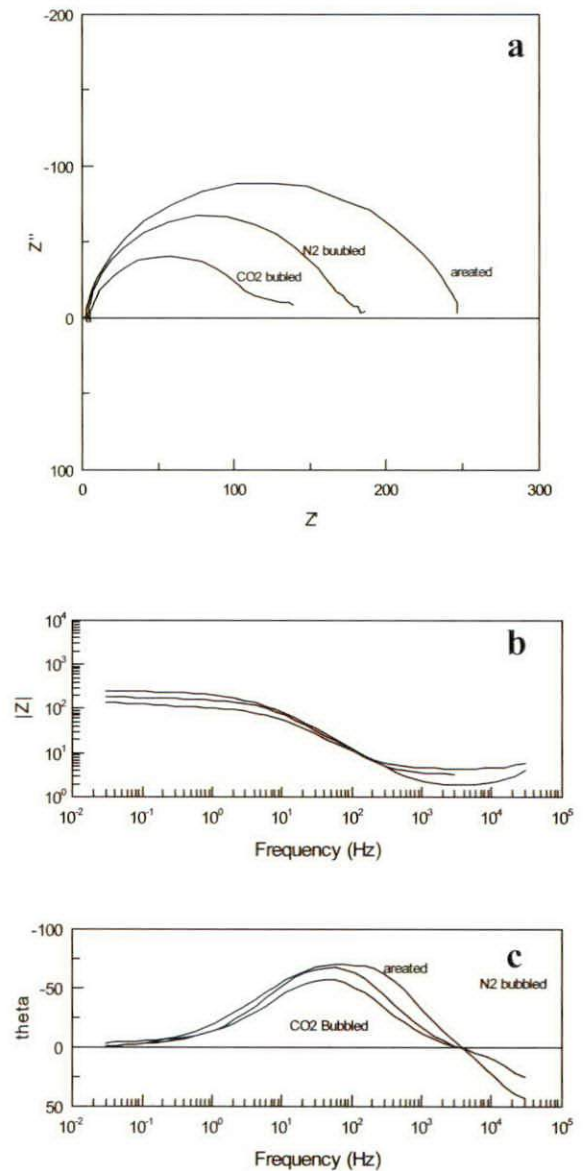 -200
a
-100
Z''
N2 buubled
CO2 bubled
areated
0
100
0
100
200
300
Z'
10^4
b
10^3
|Z|
10^2
10^1
10^0
10^-2
10^-1
10^0
10^1
10^2
10^3
10^4
10^5
Frequency (Hz)
-100
c
areated
N2 bubbled
-50
theta
CO2 Bubbled
0
50
10^-2
10^-1
10^0
10^1
10^2
10^3
10^4
10^5
Frequency (Hz)